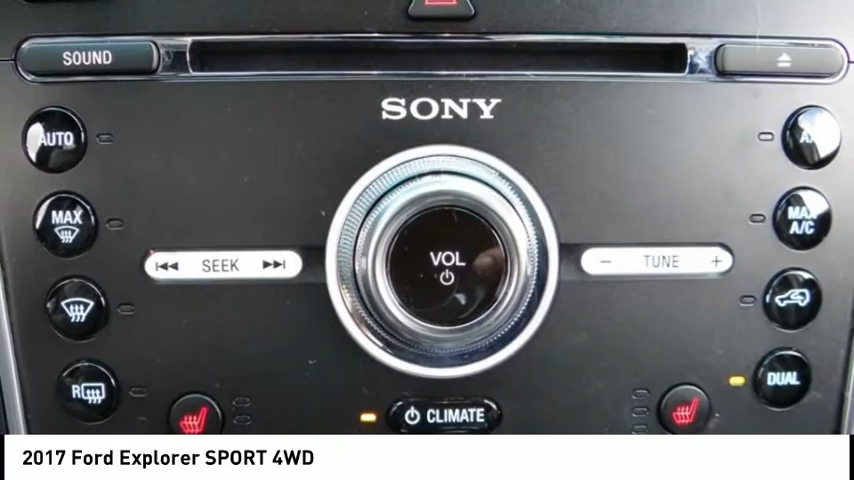 SOUND
SONY
AUTO
MAX
MAX A/C
VOL
SEEK
− TUNE +
R
DUAL
CLIMATE
2017 Ford Explorer SPORT 4WD